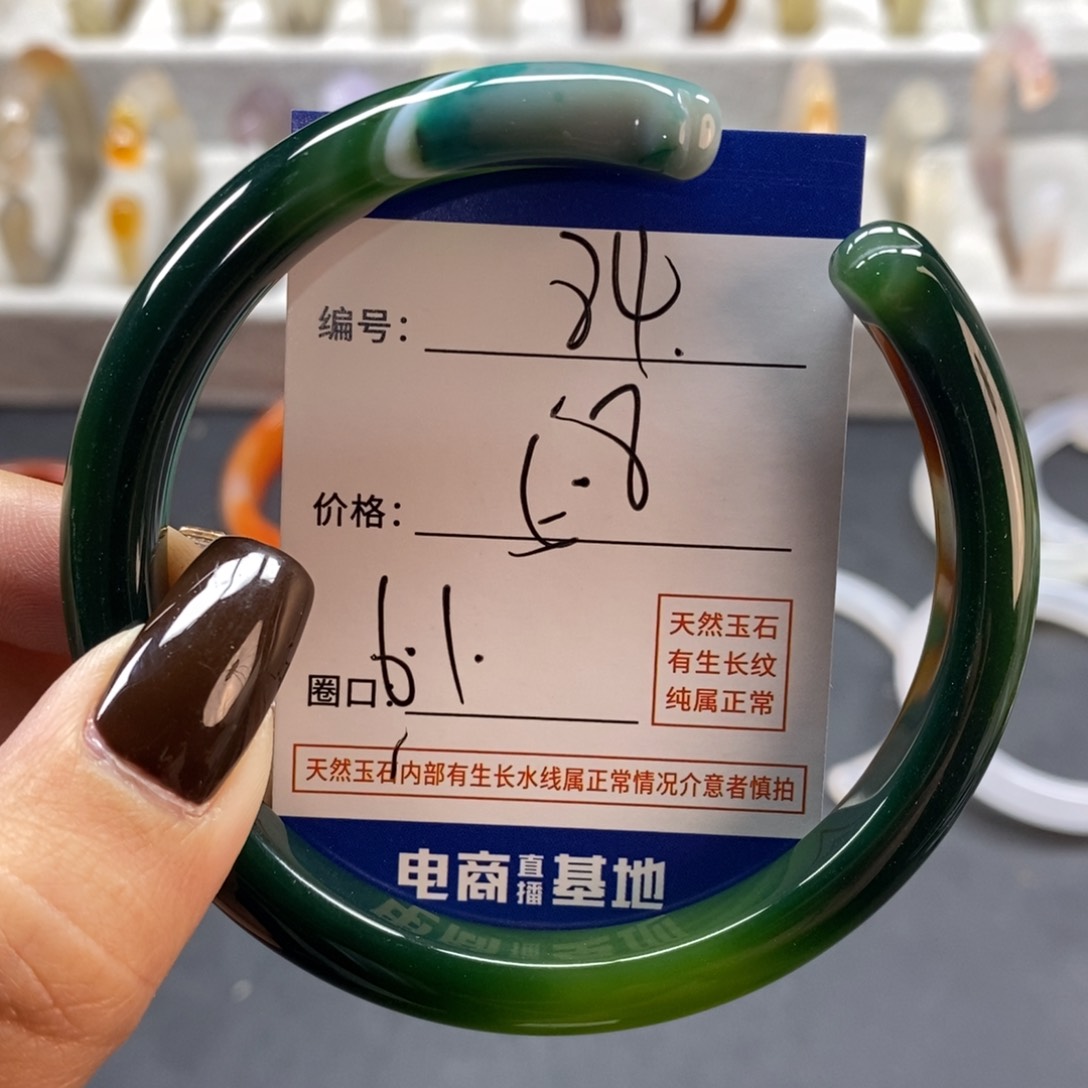 编号： 24.
价格：
圈口： 61.
天然玉石
有生长纹
纯属正常
天然玉石内部有生长水线属正常情况介意者慎拍
电商直播基地